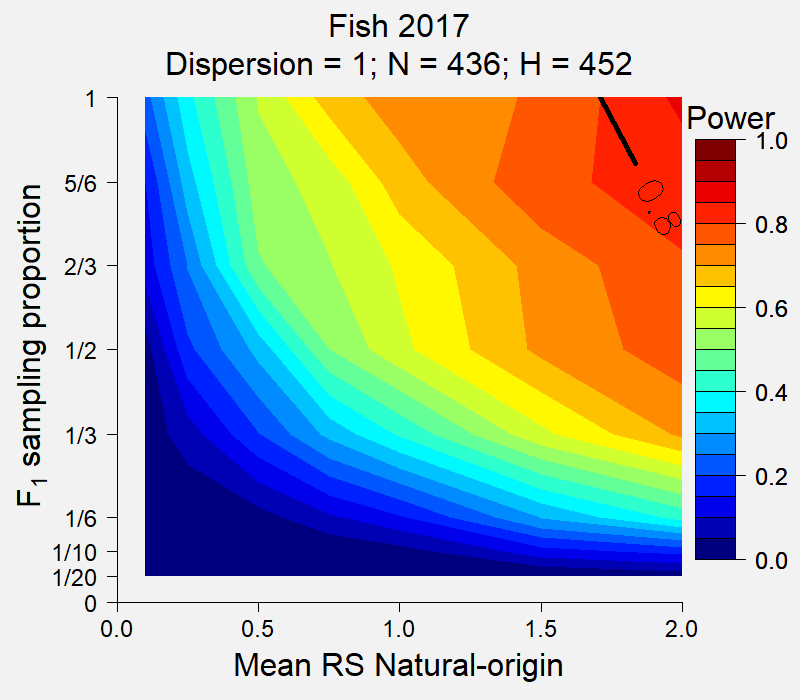 Fish 2017
Dispersion = 1; N = 436; H = 452
Power
1.0
0.8
0.6
0.4
0.2
0.0
F1 sampling proportion
1
5/6
2/3
1/2
1/3
1/6
1/10
1/20
0
0.0 0.5 1.0 1.5 2.0
Mean RS Natural-origin